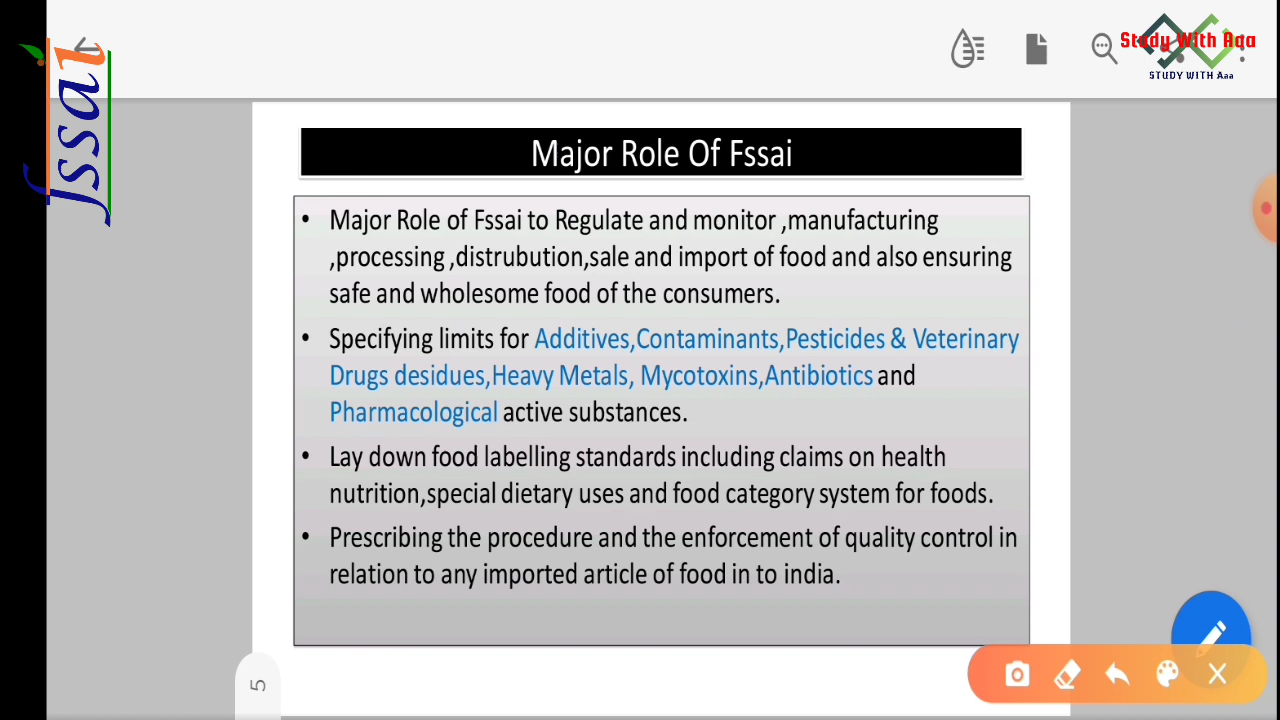 fssai
Study With Aqa
STUDY WITH Aaa
Major Role Of Fssai
• Major Role of Fssai to Regulate and monitor ,manufacturing
,processing ,distrubution,sale and import of food and also ensuring
safe and wholesome food of the consumers.
• Specifying limits for Additives,Contaminants,Pesticides & Veterinary
Drugs desidues,Heavy Metals, Mycotoxins,Antibiotics and
Pharmacological active substances.
• Lay down food labelling standards including claims on health
nutrition,special dietary uses and food category system for foods.
• Prescribing the procedure and the enforcement of quality control in
relation to any imported article of food in to india.
5